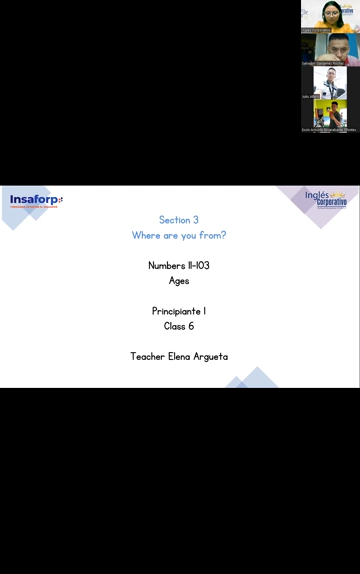 Insaforp
Inglés
Corporativo
Section 3
Where are you from?
Numbers 11-103
Ages
Principiante 1
Class 6
Teacher Elena Argueta